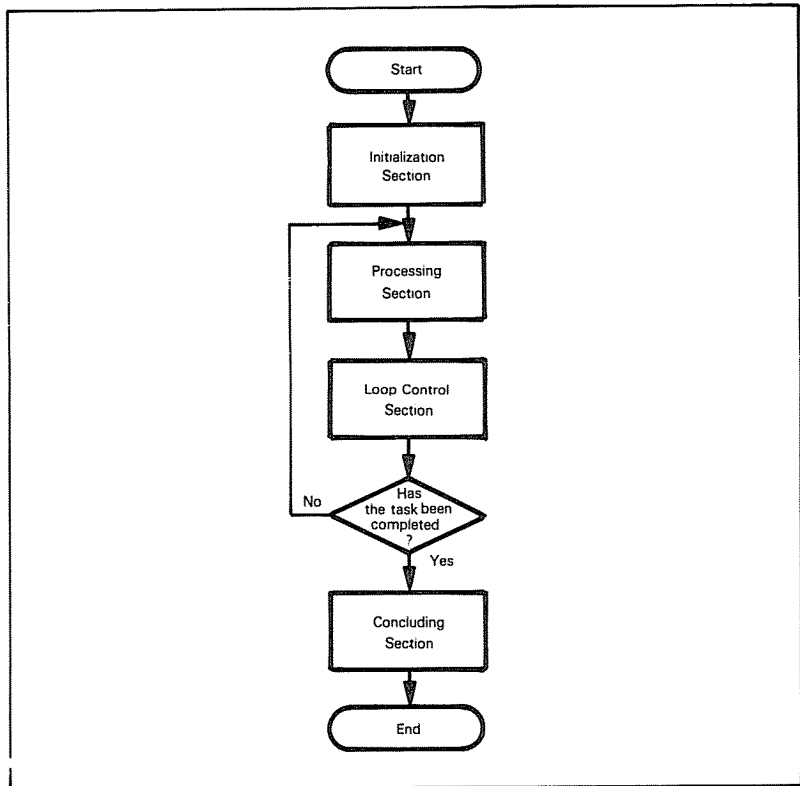 Start
Initialization
Section
Processing
Section
Loop Control
Section
Has
the task been
completed
?
No
Yes
Concluding
Section
End